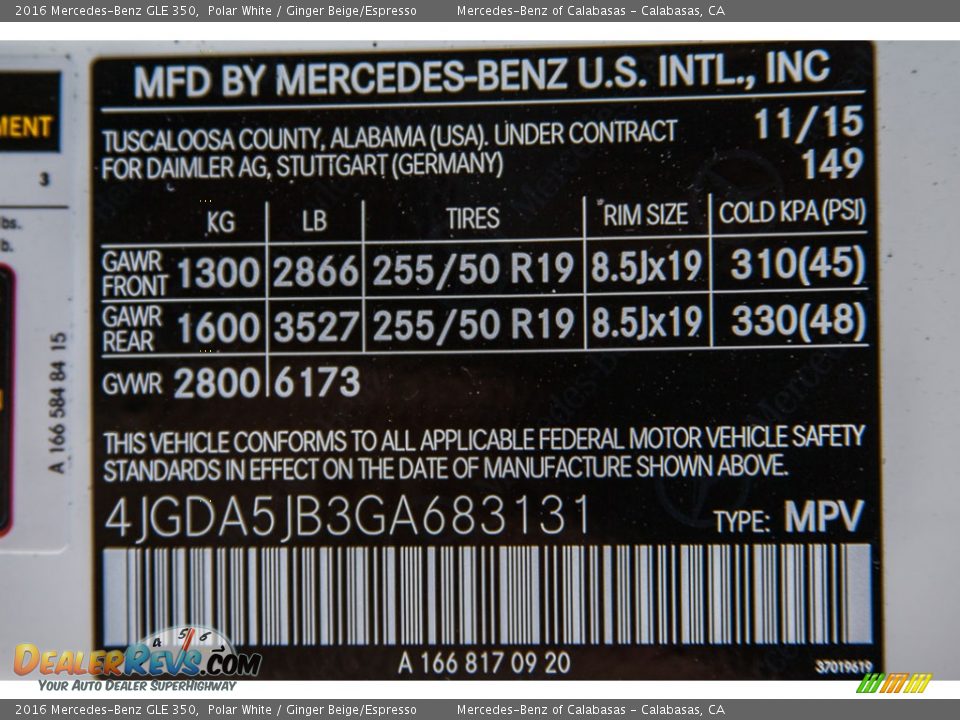 2016 Mercedes-Benz GLE 350, Polar White / Ginger Beige/Espresso Mercedes-Benz of Calabasas - Calabasas, CA
MENT
3
lbs.
b.
A 166 584 84 15
MFD BY MERCEDES-BENZ U.S. INTL., INC
TUSCALOOSA COUNTY, ALABAMA (USA). UNDER CONTRACT 11/15
FOR DAIMLER AG, STUTTGART (GERMANY) 149
KG LB TIRES RIM SIZE COLD KPA (PSI)
GAWR FRONT 1300 2866 255/50 R19 8.5Jx19 310(45)
GAWR REAR 1600 3527 255/50 R19 8.5Jx19 330(48)
GVWR 2800 6173
THIS VEHICLE CONFORMS TO ALL APPLICABLE FEDERAL MOTOR VEHICLE SAFETY
STANDARDS IN EFFECT ON THE DATE OF MANUFACTURE SHOWN ABOVE.
4JGDA5JB3GA683131 TYPE: MPV
A 166 817 09 20 37019619
4 5 6
DealerRevs.com
Your Auto Dealer SuperHighway
2016 Mercedes-Benz GLE 350, Polar White / Ginger Beige/Espresso Mercedes-Benz of Calabasas - Calabasas, CA